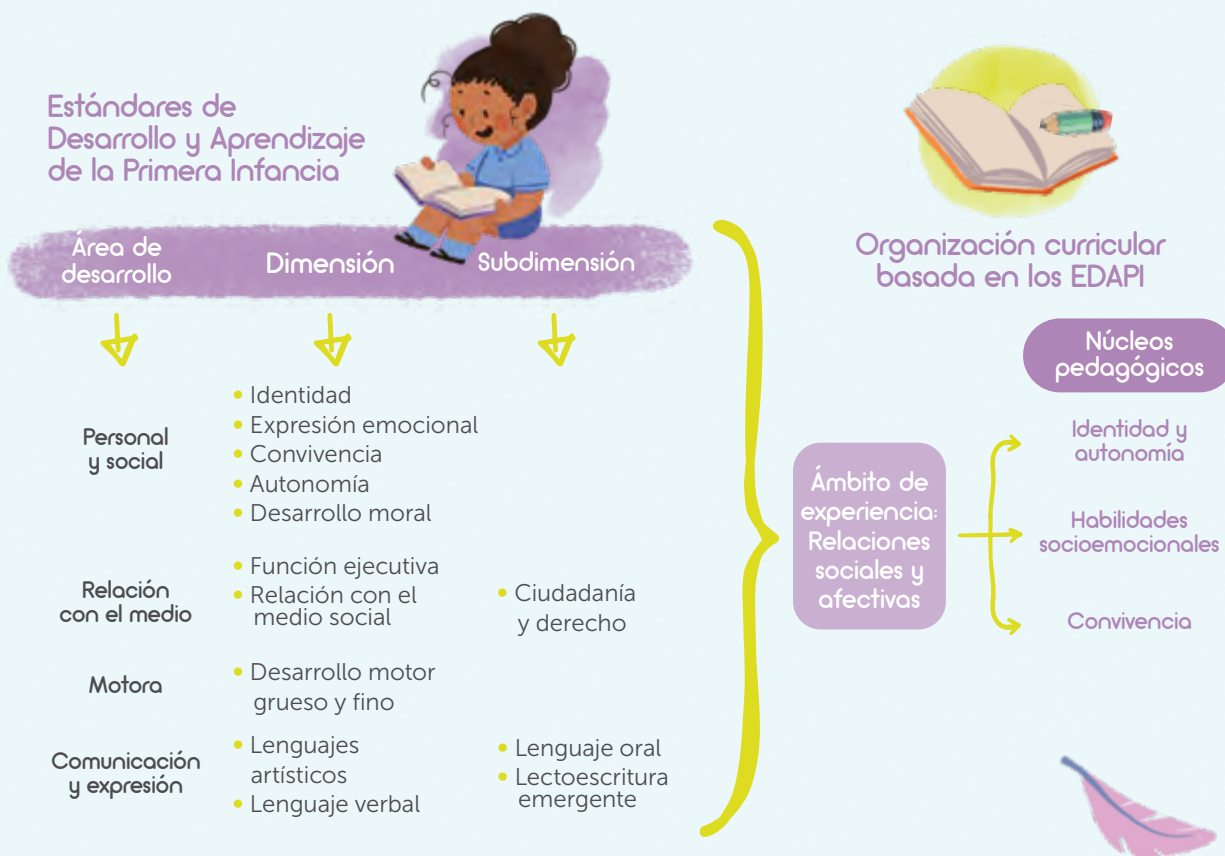 Estándares de
Desarrollo y Aprendizaje
de la Primera Infancia
Área de
desarrollo
Dimensión
Subdimensión
Personal
y social
• Identidad
• Expresión emocional
• Convivencia
• Autonomía
• Desarrollo moral
Relación
con el medio
• Función ejecutiva
• Relación con el
medio social
• Ciudadanía
y derecho
Motora
• Desarrollo motor
grueso y fino
Comunicación
y expresión
• Lenguajes
artísticos
• Lenguaje verbal
• Lenguaje oral
• Lectoescritura
emergente
Organización curricular
basada en los EDAPI
Ámbito de
experiencia:
Relaciones
sociales y
afectivas
Núcleos
pedagógicos
Identidad y
autonomía
Habilidades
socioemocionales
Convivencia